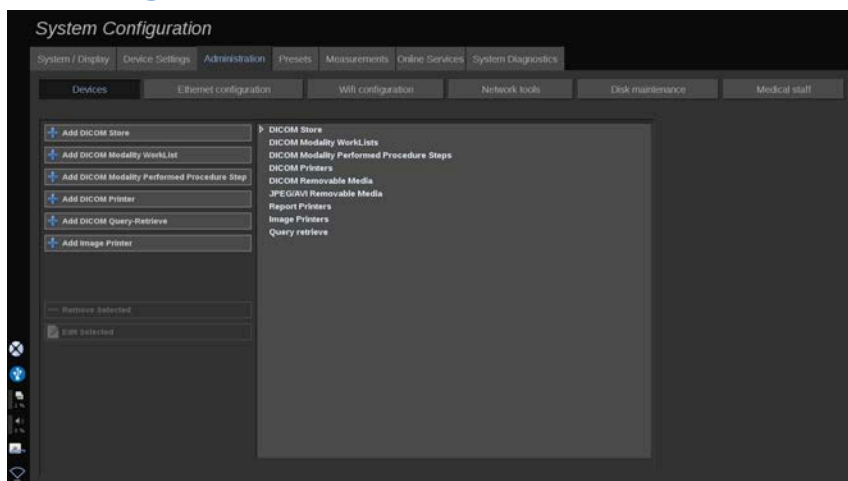 System Configuration
System / Display Device Settings Administration Presets Measurements Online Services System Diagnostics
Devices Ethernet configuration Wifi configuration Network tools Disk maintenance Medical staff
Add DICOM Store
Add DICOM Modality WorkList
Add DICOM Modality Performed Procedure Step
Add DICOM Printer
Add DICOM Query-Retrieve
Add Image Printer
Remove Selected
Edit Selected
DICOM Store
DICOM Modality WorkLists
DICOM Modality Performed Procedure Steps
DICOM Printers
DICOM Removable Media
JPEG/AVI Removable Media
Report Printers
Image Printers
Query retrieve